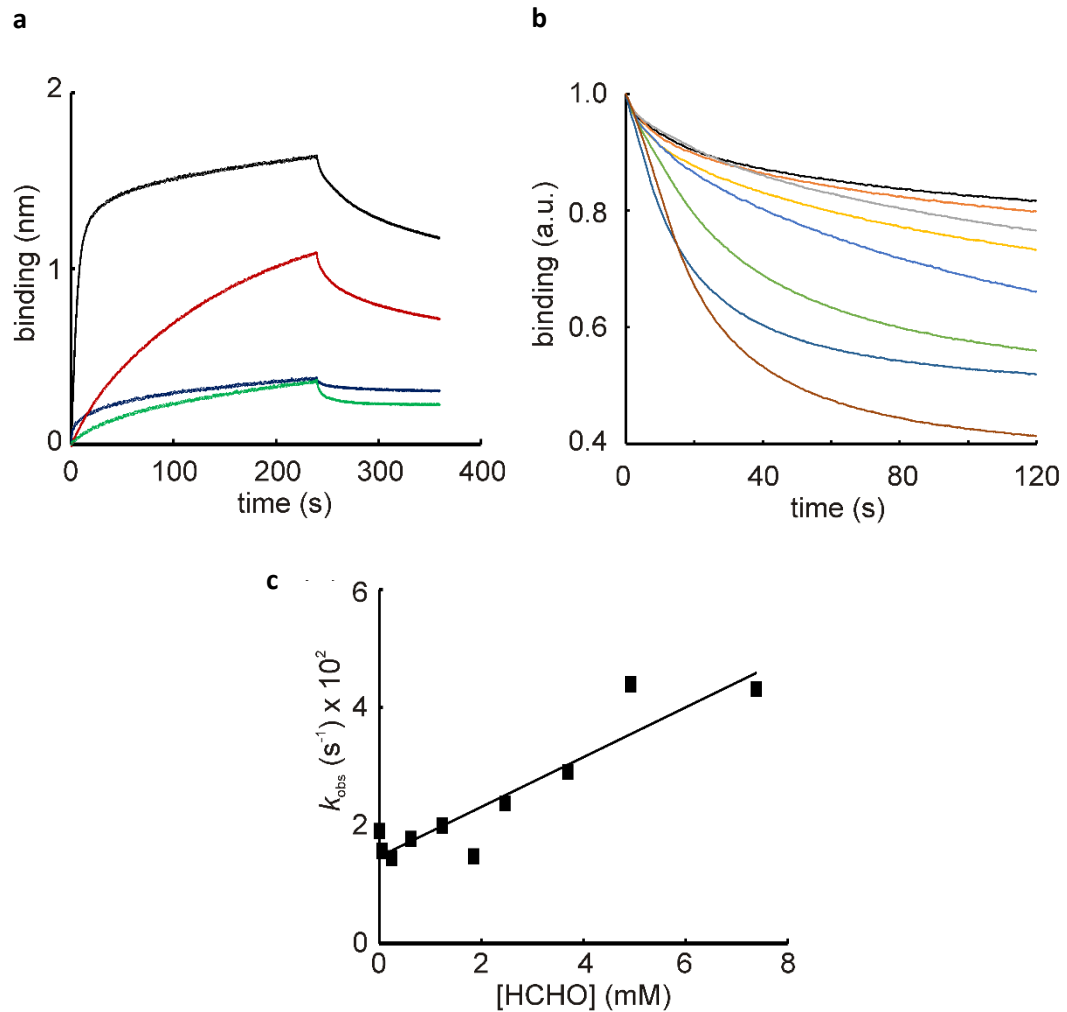 a
b
2
1
0
binding (nm)
0 100 200 300 400
time (s)
1.0
0.8
0.6
0.4
binding (a.u.)
0 40 80 120
time (s)
c
6
4
2
0
k_obs (s⁻¹) x 10²
0 2 4 6 8
[HCHO] (mM)